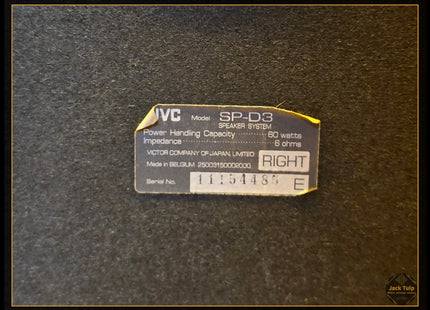 JVC Model SP-D3
SPEAKER SYSTEM
Power Handling Capacity 60 watts
Impedance 6 ohms
VICTOR COMPANY OF JAPAN, LIMITED
RIGHT
Made in BELGIUM
Serial No. 11154485 E
Jack Tulp